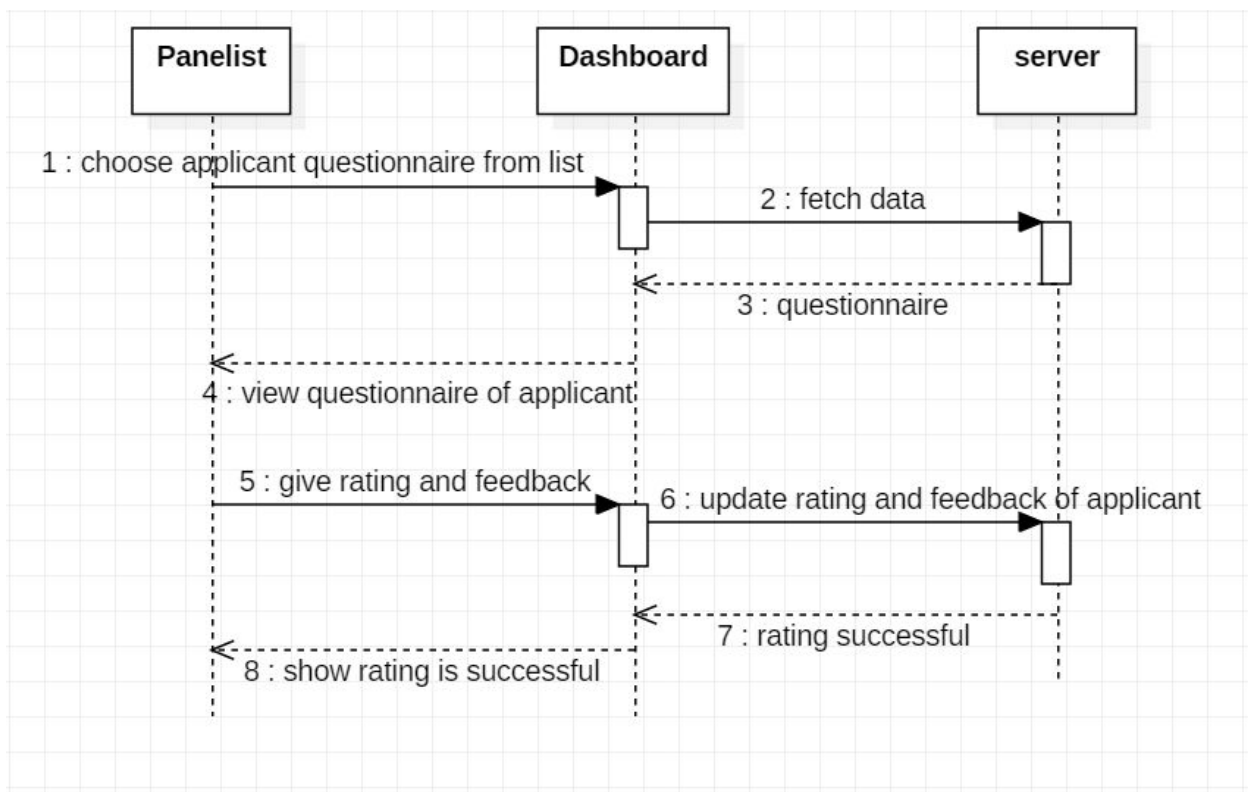 Panelist
Dashboard
server
1 : choose applicant questionnaire from list
2 : fetch data
3 : questionnaire
4 : view questionnaire of applicant
5 : give rating and feedback
6 : update rating and feedback of applicant
7 : rating successful
8 : show rating is successful